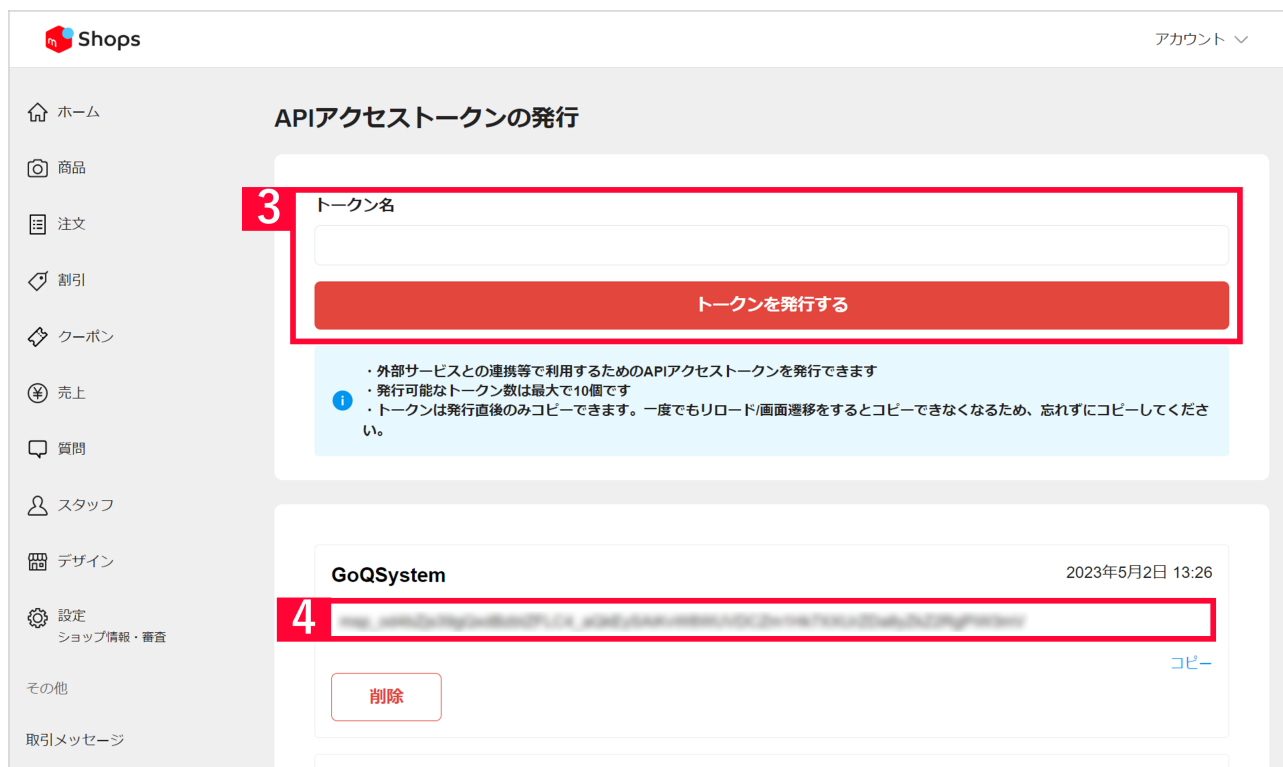 Shops
アカウント
ホーム
商品
注文
割引
クーポン
売上
質問
スタッフ
デザイン
設定
ショップ情報・審査
その他
取引メッセージ
APIアクセストークンの発行
3
トークン名
トークンを発行する
・外部サービスとの連携等で利用するためのAPIアクセストークンを発行できます
・発行可能なトークン数は最大で10個です
・トークンは発行直後のみコピーできます。一度でもリロード/画面遷移をするとコピーできなくなるため、忘れずにコピーしてくださ
い。
GoQSystem
2023年5月2日 13:26
4
コピー
削除